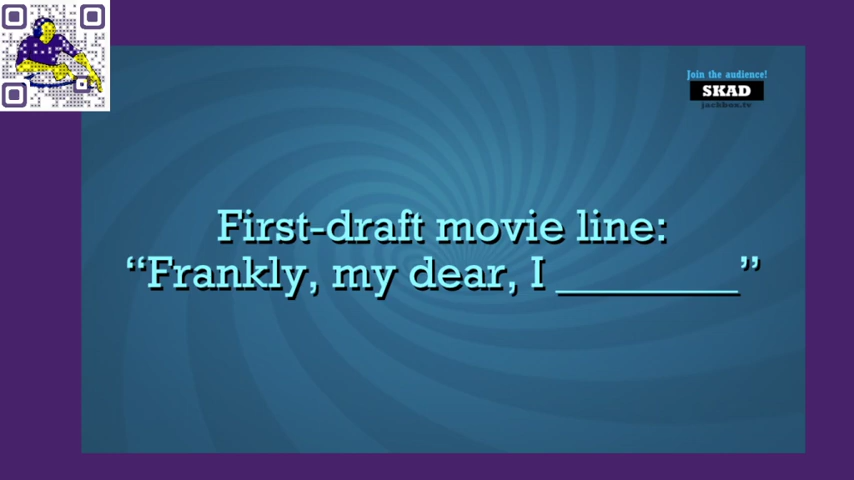 Join the audience!
SKAD
jackbox.tv
First-draft movie line:
“Frankly, my dear, I ________”